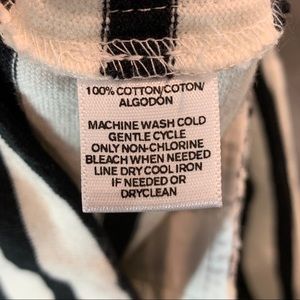 100% COTTON/COTON/
ALGODÓN
MACHINE WASH COLD
GENTLE CYCLE
ONLY NON-CHLORINE
BLEACH WHEN NEEDED
LINE DRY COOL IRON
IF NEEDED OR
DRYCLEAN